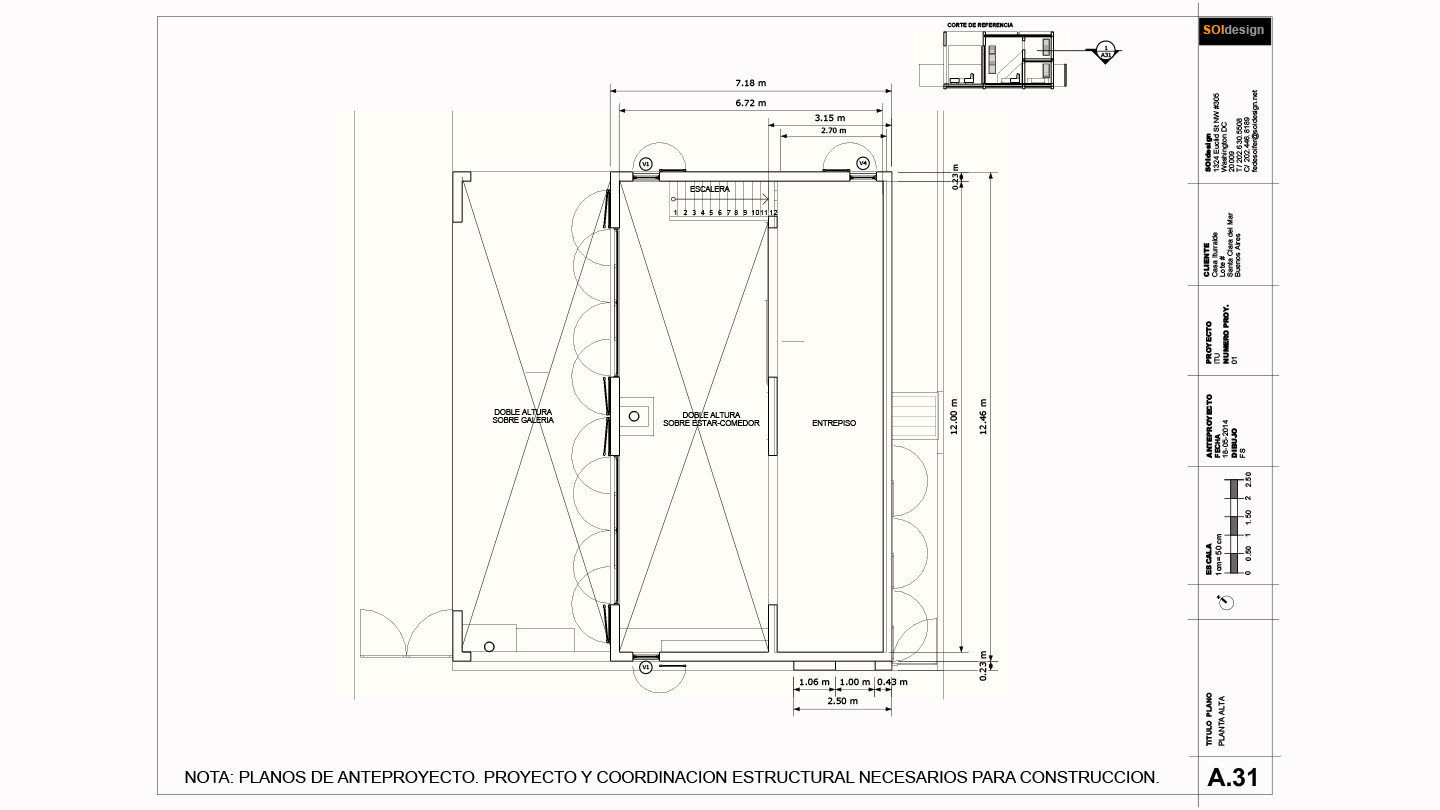 CORTE DE REFERENCIA
1
A31
7.18 m
6.72 m
3.15 m
2.70 m
V1
V4
0.23 m
ESCALERA
1 2 3 4 5 6 7 8 9 10 11 12
DOBLE ALTURA
SOBRE GALERIA
DOBLE ALTURA
SOBRE ESTAR-COMEDOR
ENTREPISO
12.00 m
12.46 m
V1
0.23 m
1.06 m
1.00 m
0.43 m
2.50 m
NOTA: PLANOS DE ANTEPROYECTO. PROYECTO Y COORDINACION ESTRUCTURAL NECESARIOS PARA CONSTRUCCION.
SOIdesign
SOIdesign
1324 Euclid St NW #305
Washington DC
20 009
T/ 202.630.5508
C/ 202.446.8189
fedesoifer@soidesign.net
CLIENTE
Casa Iturralde
Lote #
Santa Clara del Mar
Buenos Aires
PROYECTO
ITU
NUMERO PROY.
01
ANTEPROYECTO
FECHA
16-05-2014
DIBUJO
FS
ESCALA
1 cm= 50 cm
0 0.50 1 1.50 2 2.50
TITULO PLANO
PLANTA ALTA
A.31